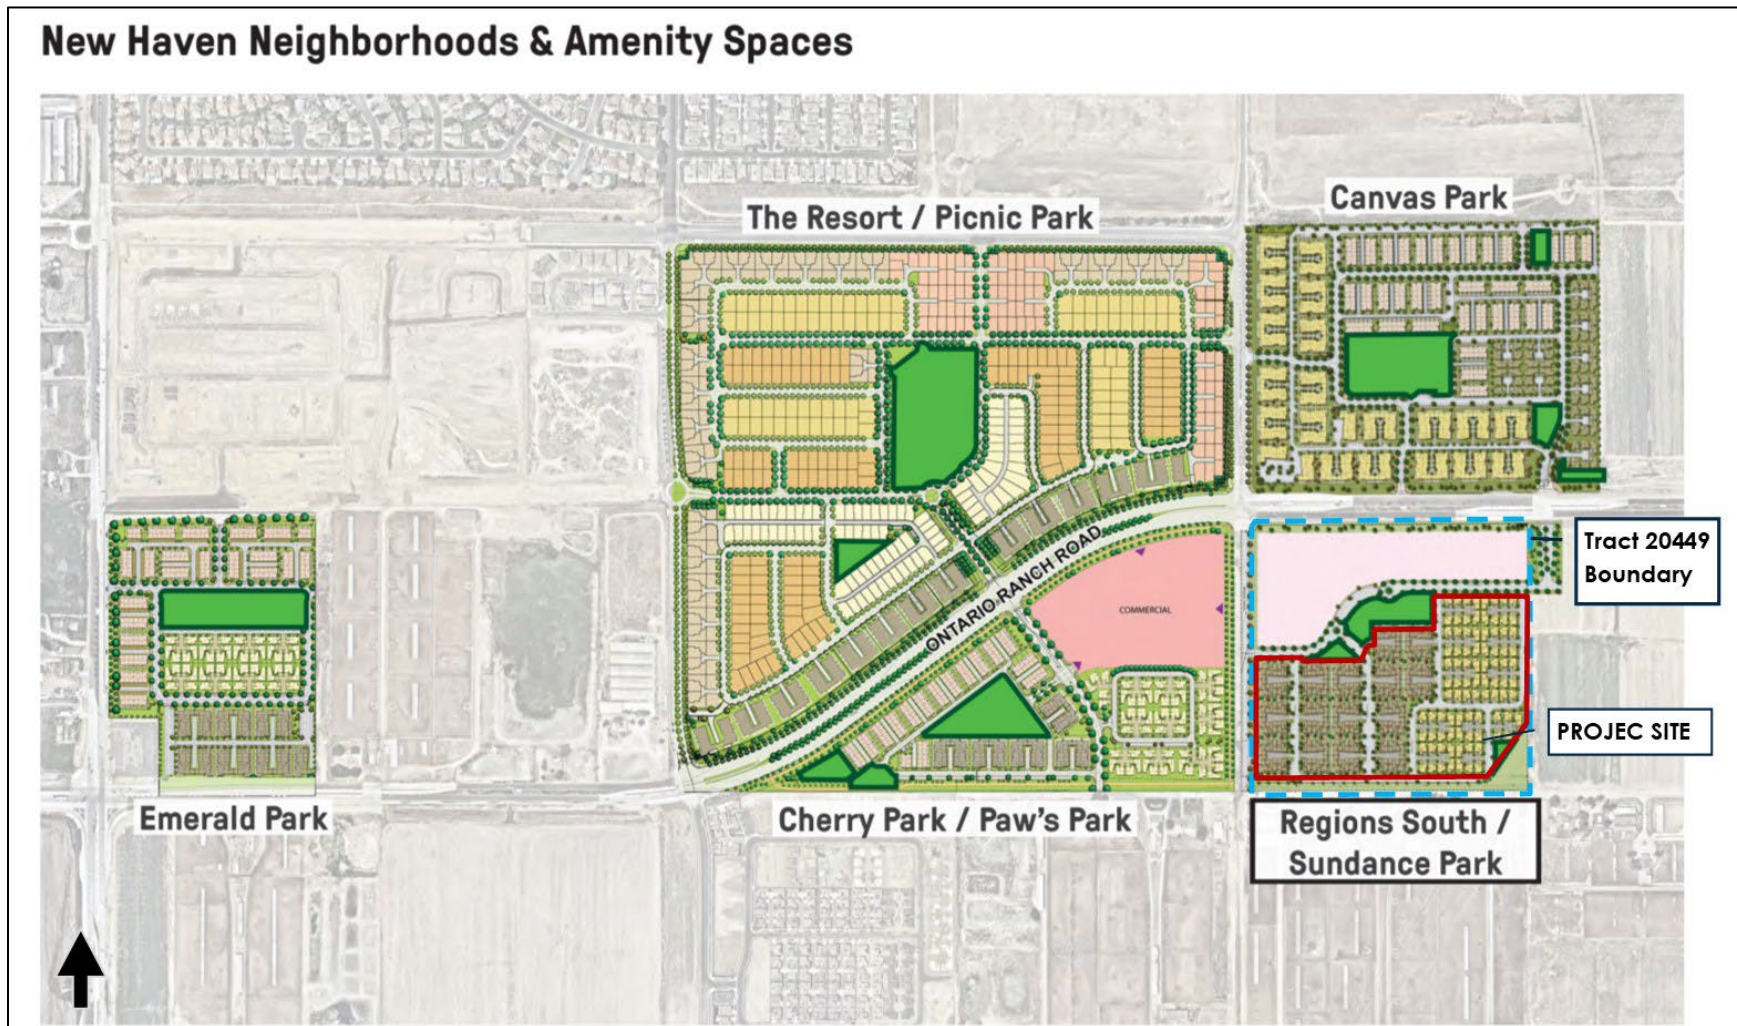 New Haven Neighborhoods & Amenity Spaces
The Resort / Picnic Park
Canvas Park
Tract 20449
Boundary
COMMERCIAL
ONTARIO RANCH ROAD
PROJEC SITE
Emerald Park
Cherry Park / Paw's Park
Regions South /
Sundance Park